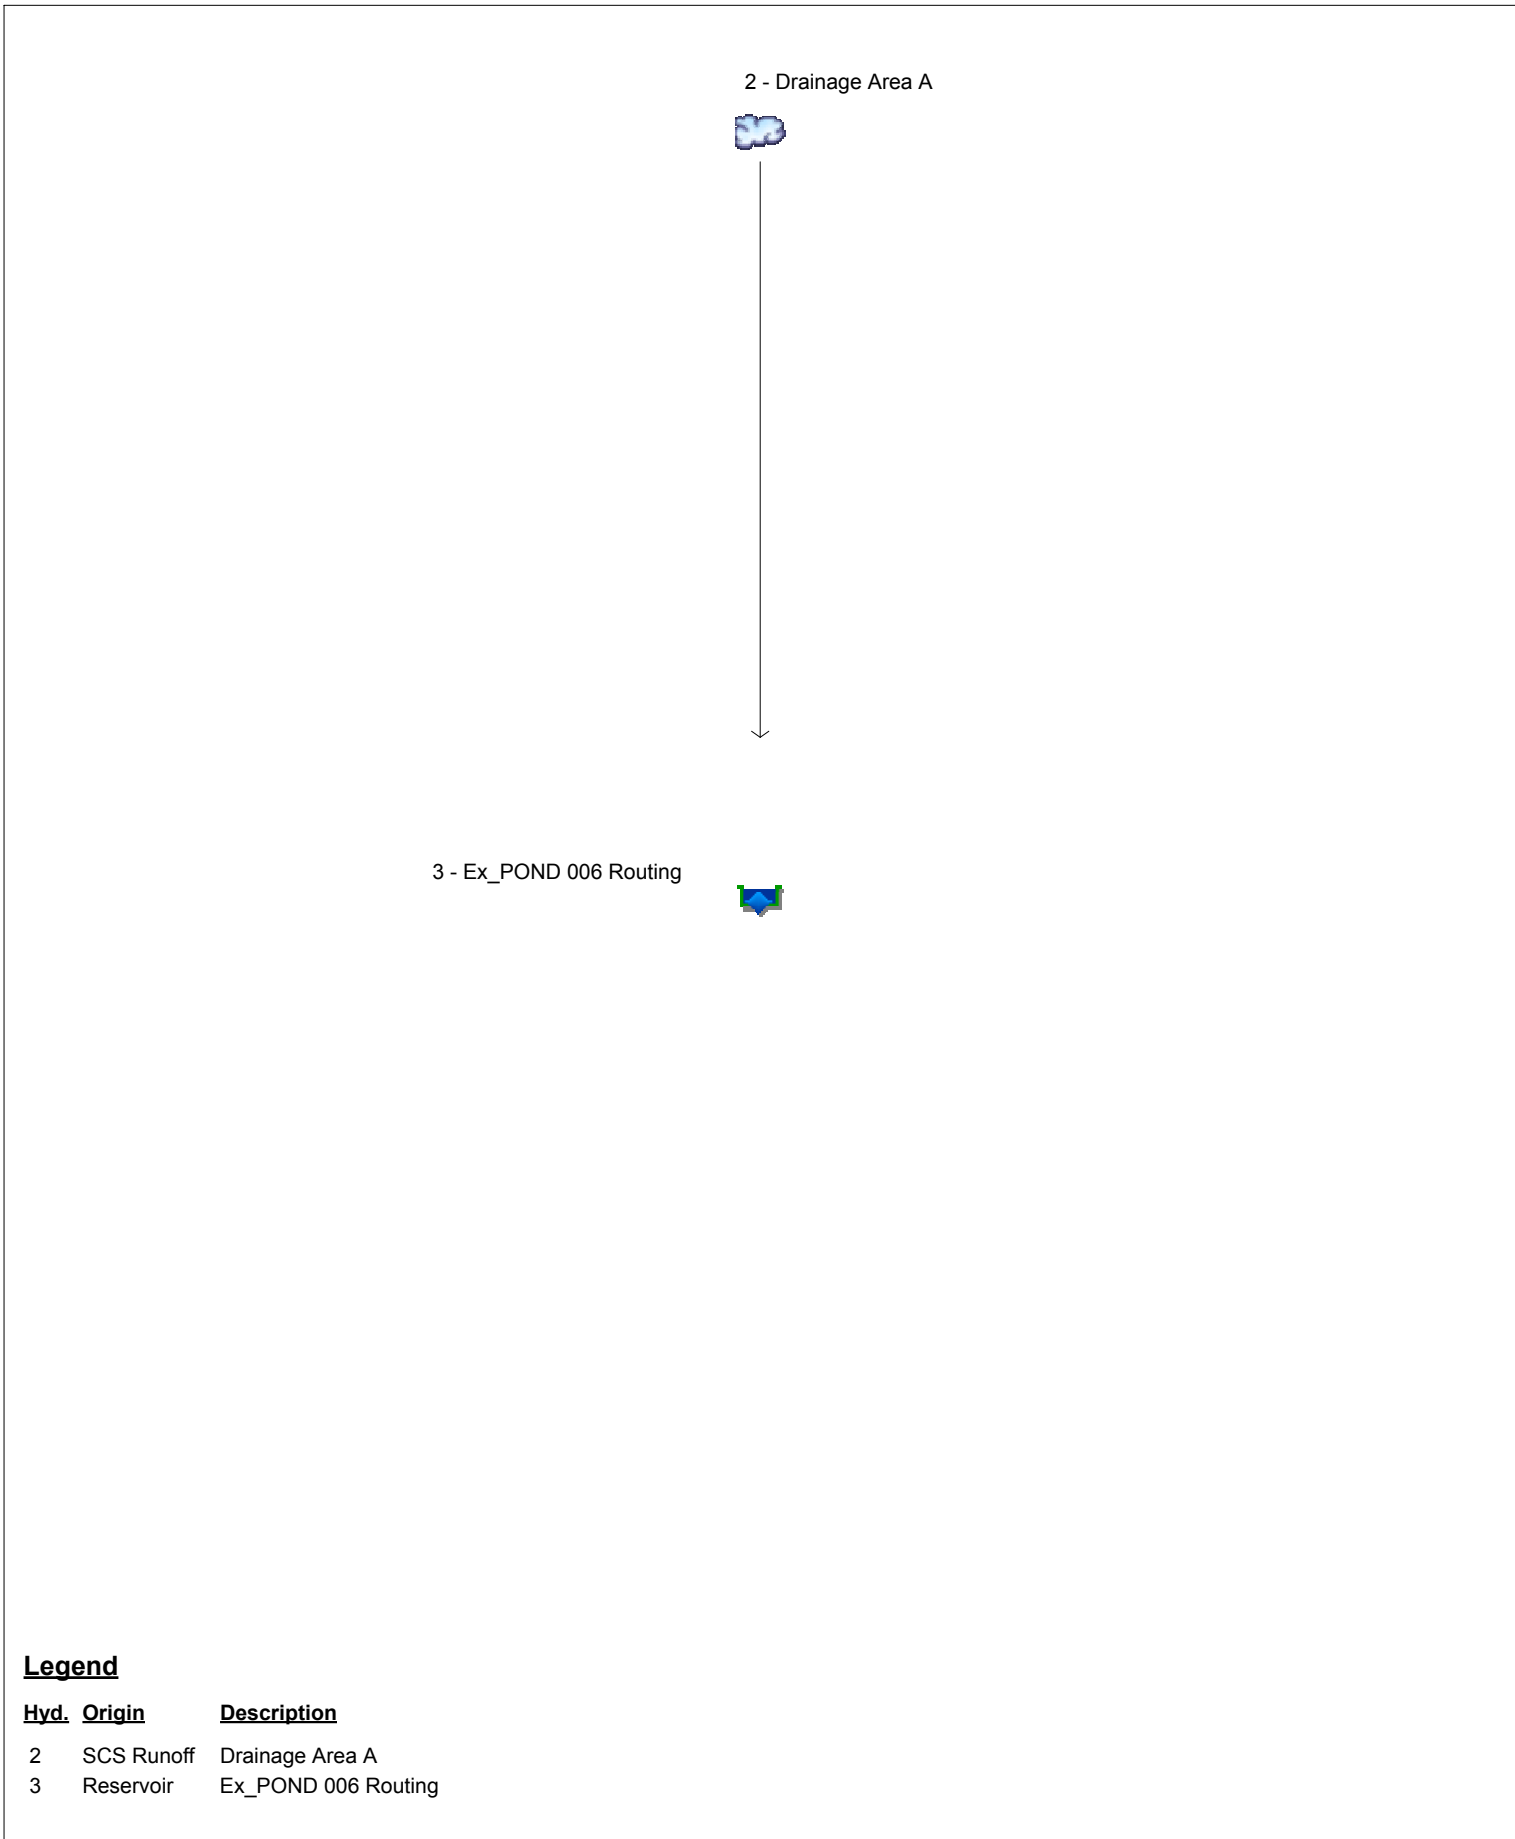 2 - Drainage Area A
3 - Ex_POND 006 Routing
Legend
Hyd. Origin Description
2 SCS Runoff Drainage Area A
3 Reservoir Ex_POND 006 Routing